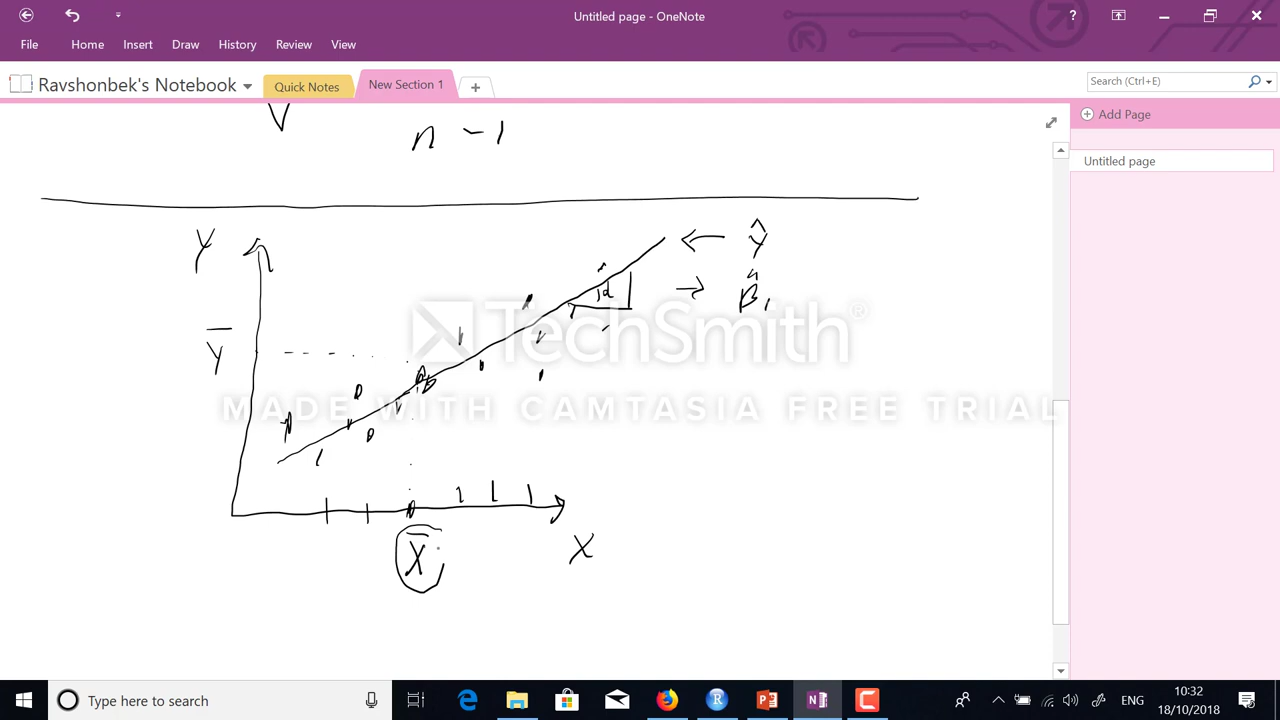 Untitled page - OneNote
?
File Home Insert Draw History Review View
Ravshonbek's Notebook Quick Notes New Section 1 +
Search (Ctrl+E)
Add Page
Untitled page
n - 1
Y
Ŷ
β̂₁
Y̅
TechSmith®
MADE WITH CAMTASIA FREE TRIAL
X̅
X
Type here to search
ENG
10:32
18/10/2018